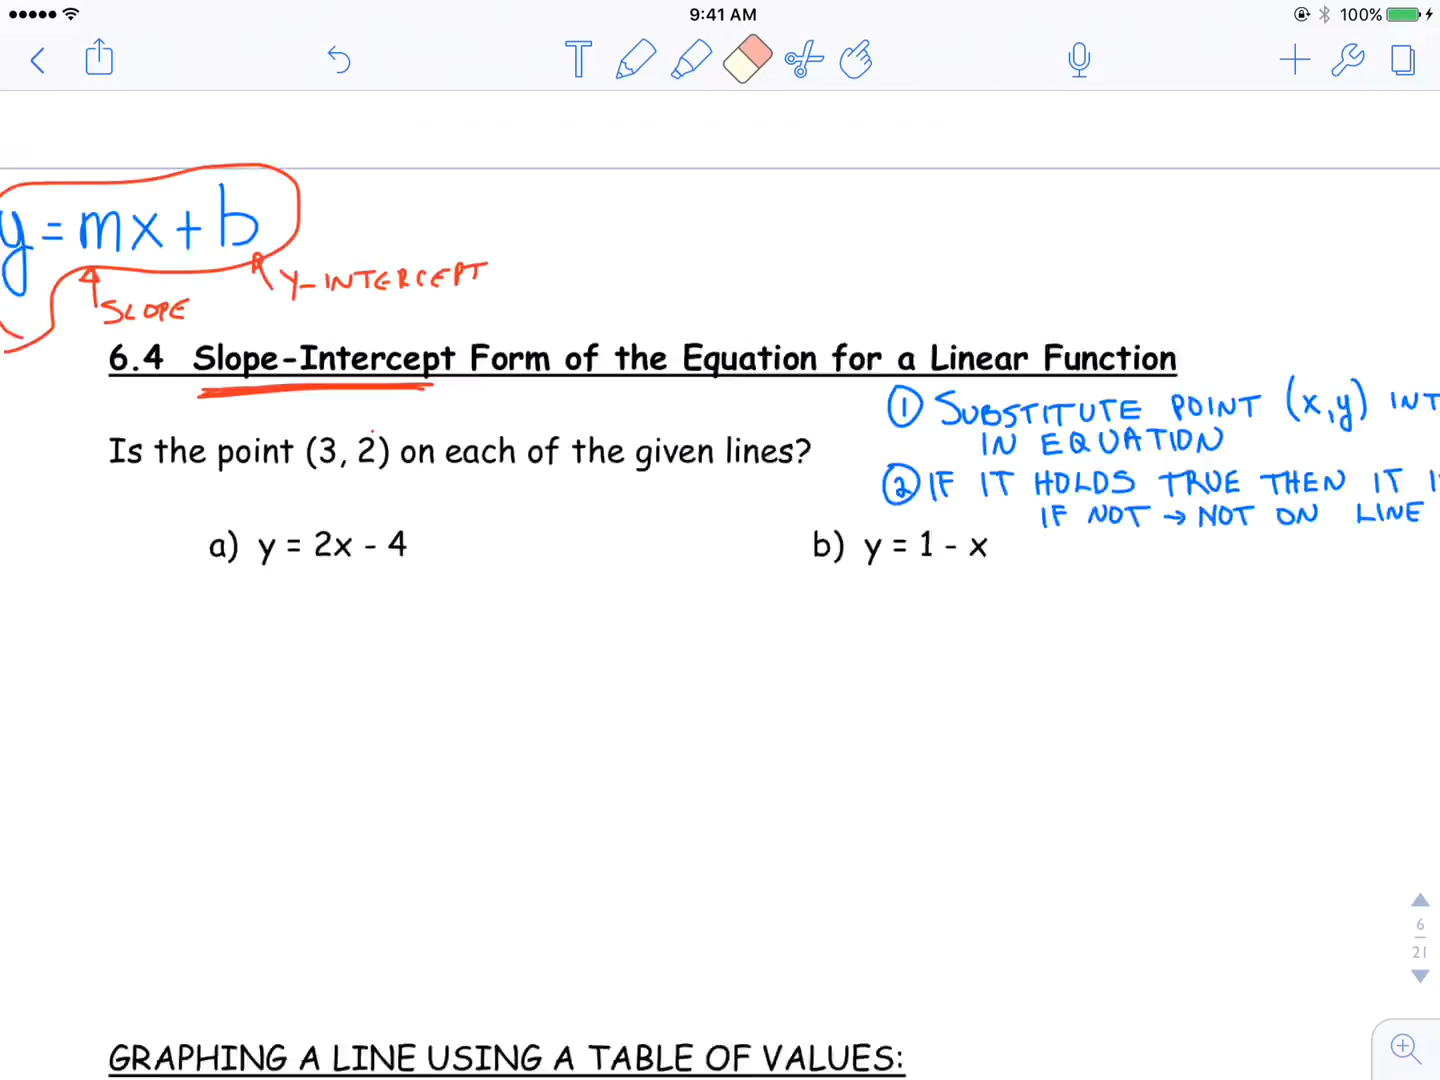 9:41 AM
100%
T
y = mx + b
Y-INTERCEPT
SLOPE
6.4 Slope-Intercept Form of the Equation for a Linear Function
① SUBSTITUTE POINT (x,y) INT
IN EQUATION
Is the point (3, 2) on each of the given lines?
② IF IT HOLDS TRUE THEN IT I
IF NOT → NOT ON LINE
a) y = 2x - 4
b) y = 1 - x
6
21
GRAPHING A LINE USING A TABLE OF VALUES: